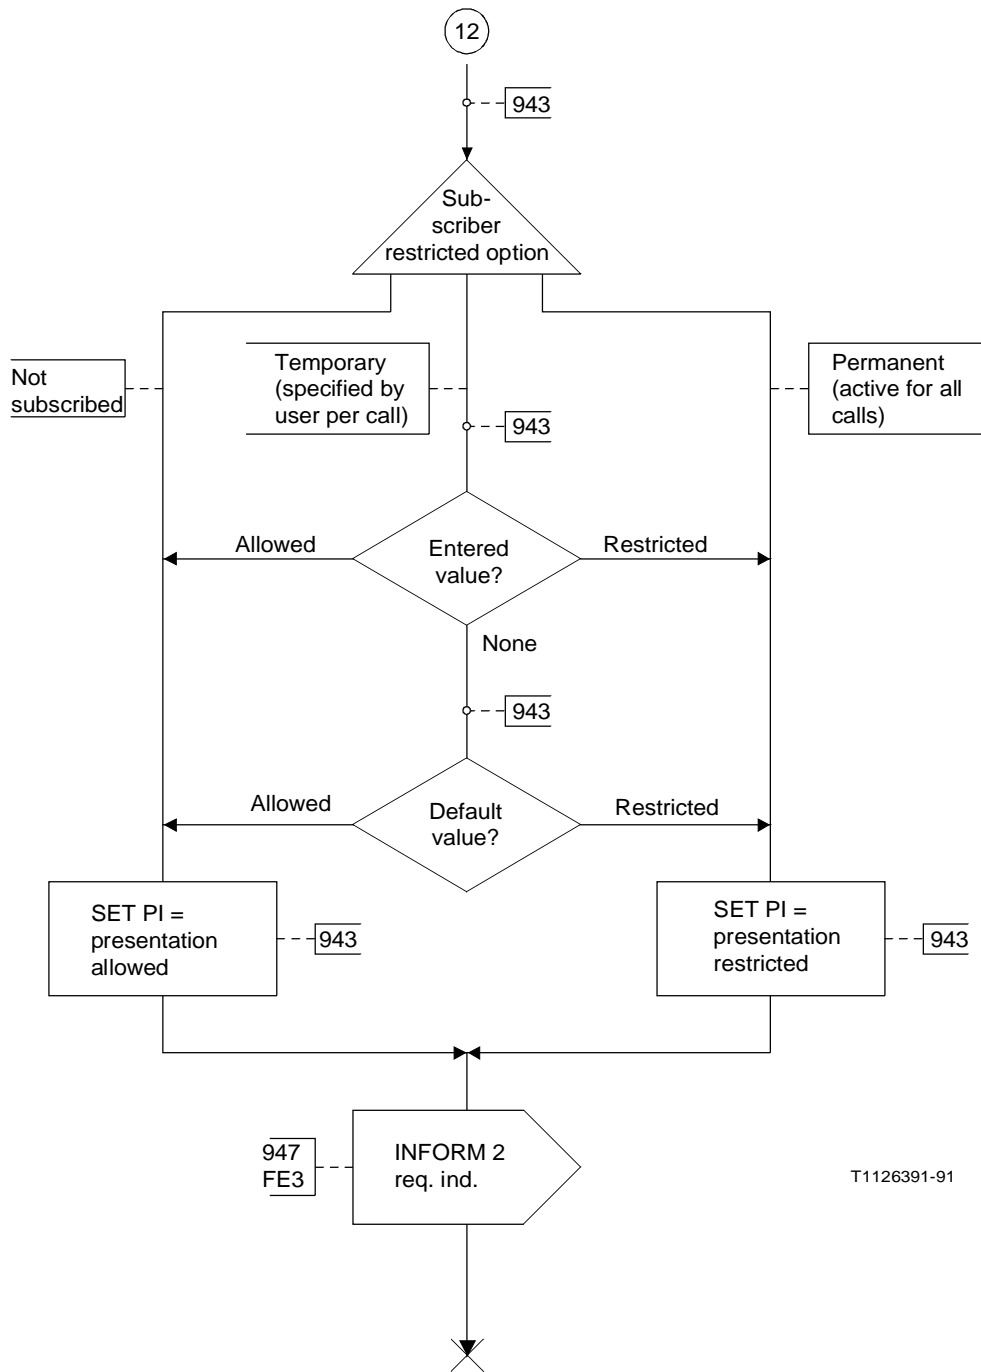 12
943
Sub-
scriber
restricted option
Not
subscribed
Temporary
(specified by
user per call)
Permanent
(active for all
calls)
943
Allowed
Entered
value?
Restricted
None
943
Allowed
Default
value?
Restricted
SET PI =
presentation
allowed
943
SET PI =
presentation
restricted
943
947
FE3
INFORM 2
req. ind.
T1126391-91